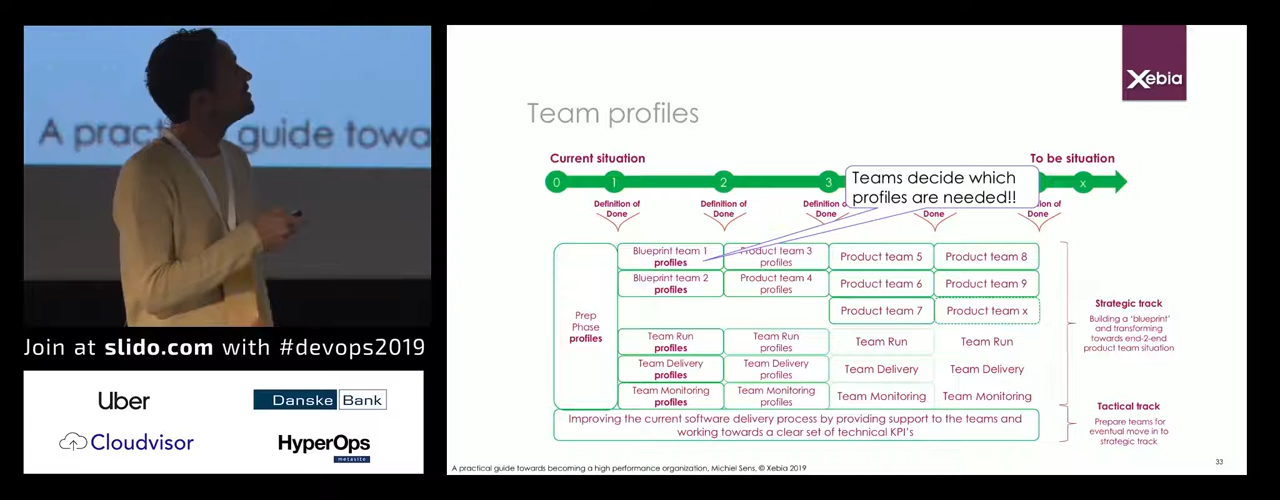 A pract
guide towa
Join at slido.com with #devops2019
Uber
Danske Bank
Cloudvisor
HyperOps
metasite
Xebia
Team profiles
Current situation
To be situation
0
1
2
3
x
Teams decide which
profiles are needed!!
Definition of
Done
Definition of
Done
Definition
Done
Done
ition of
Done
Prep
Phase
profiles
Blueprint team 1
profiles
Product team 3
profiles
Product team 5
Product team 8
Blueprint team 2
profiles
Product team 4
profiles
Product team 6
Product team 9
Product team 7
Product team x
Team Run
profiles
Team Run
profiles
Team Run
Team Run
Team Delivery
profiles
Team Delivery
profiles
Team Delivery
Team Delivery
Team Monitoring
profiles
Team Monitoring
profiles
Team Monitoring
Team Monitoring
Improving the current software delivery process by providing support to the teams and
working towards a clear set of technical KPI's
Strategic track
Building a 'blueprint'
and transforming
towards end-2-end
product team situation
Tactical track
Prepare teams for
eventual move in to
strategic track
A practical guide towards becoming a high performance organization, Michiel Sens, © Xebia 2019
33